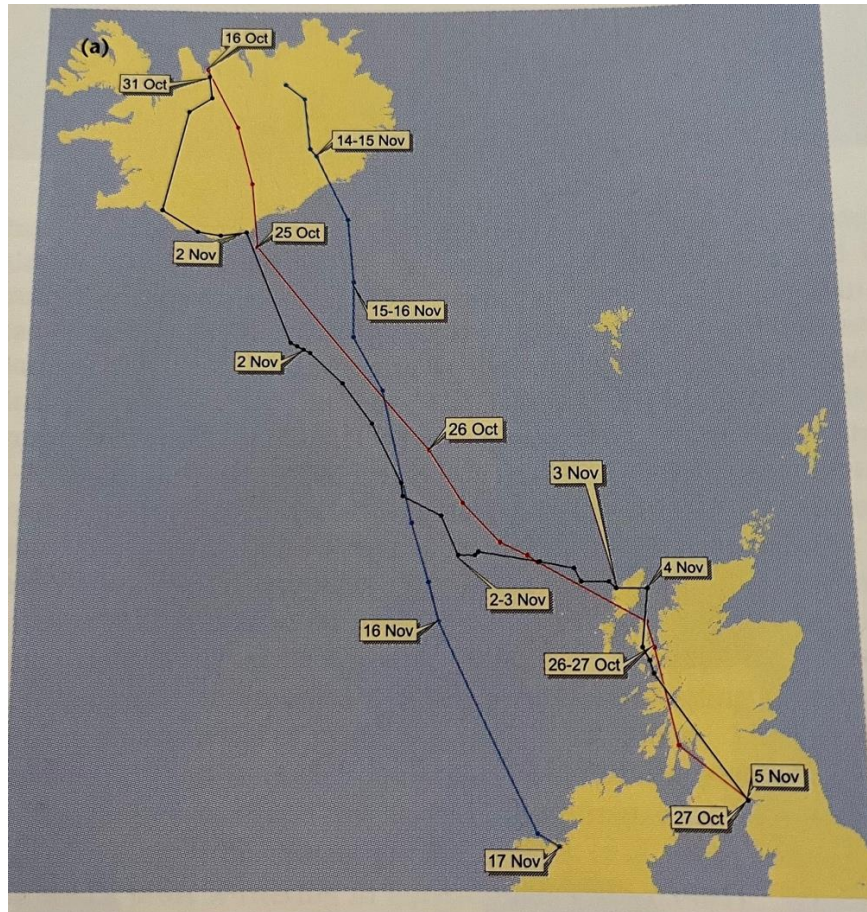 (a)
16 Oct
31 Oct
14-15 Nov
25 Oct
2 Nov
15-16 Nov
2 Nov
26 Oct
3 Nov
4 Nov
2-3 Nov
16 Nov
26-27 Oct
5 Nov
27 Oct
17 Nov